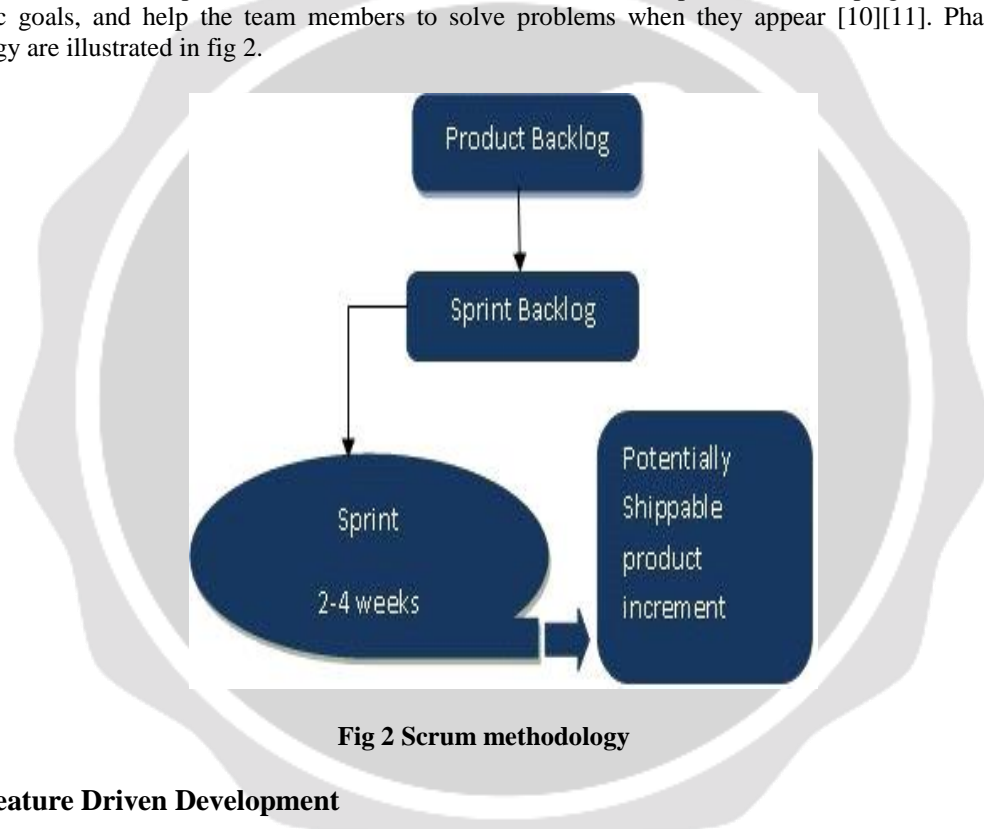 c goals, and help the team members to solve problems when they appear [10][11]. Pha
gy are illustrated in fig 2.
Product Backlog
Sprint Backlog
Sprint
2-4 weeks
Potentially
Shippable
product
increment
Fig 2 Scrum methodology
eature Driven Development